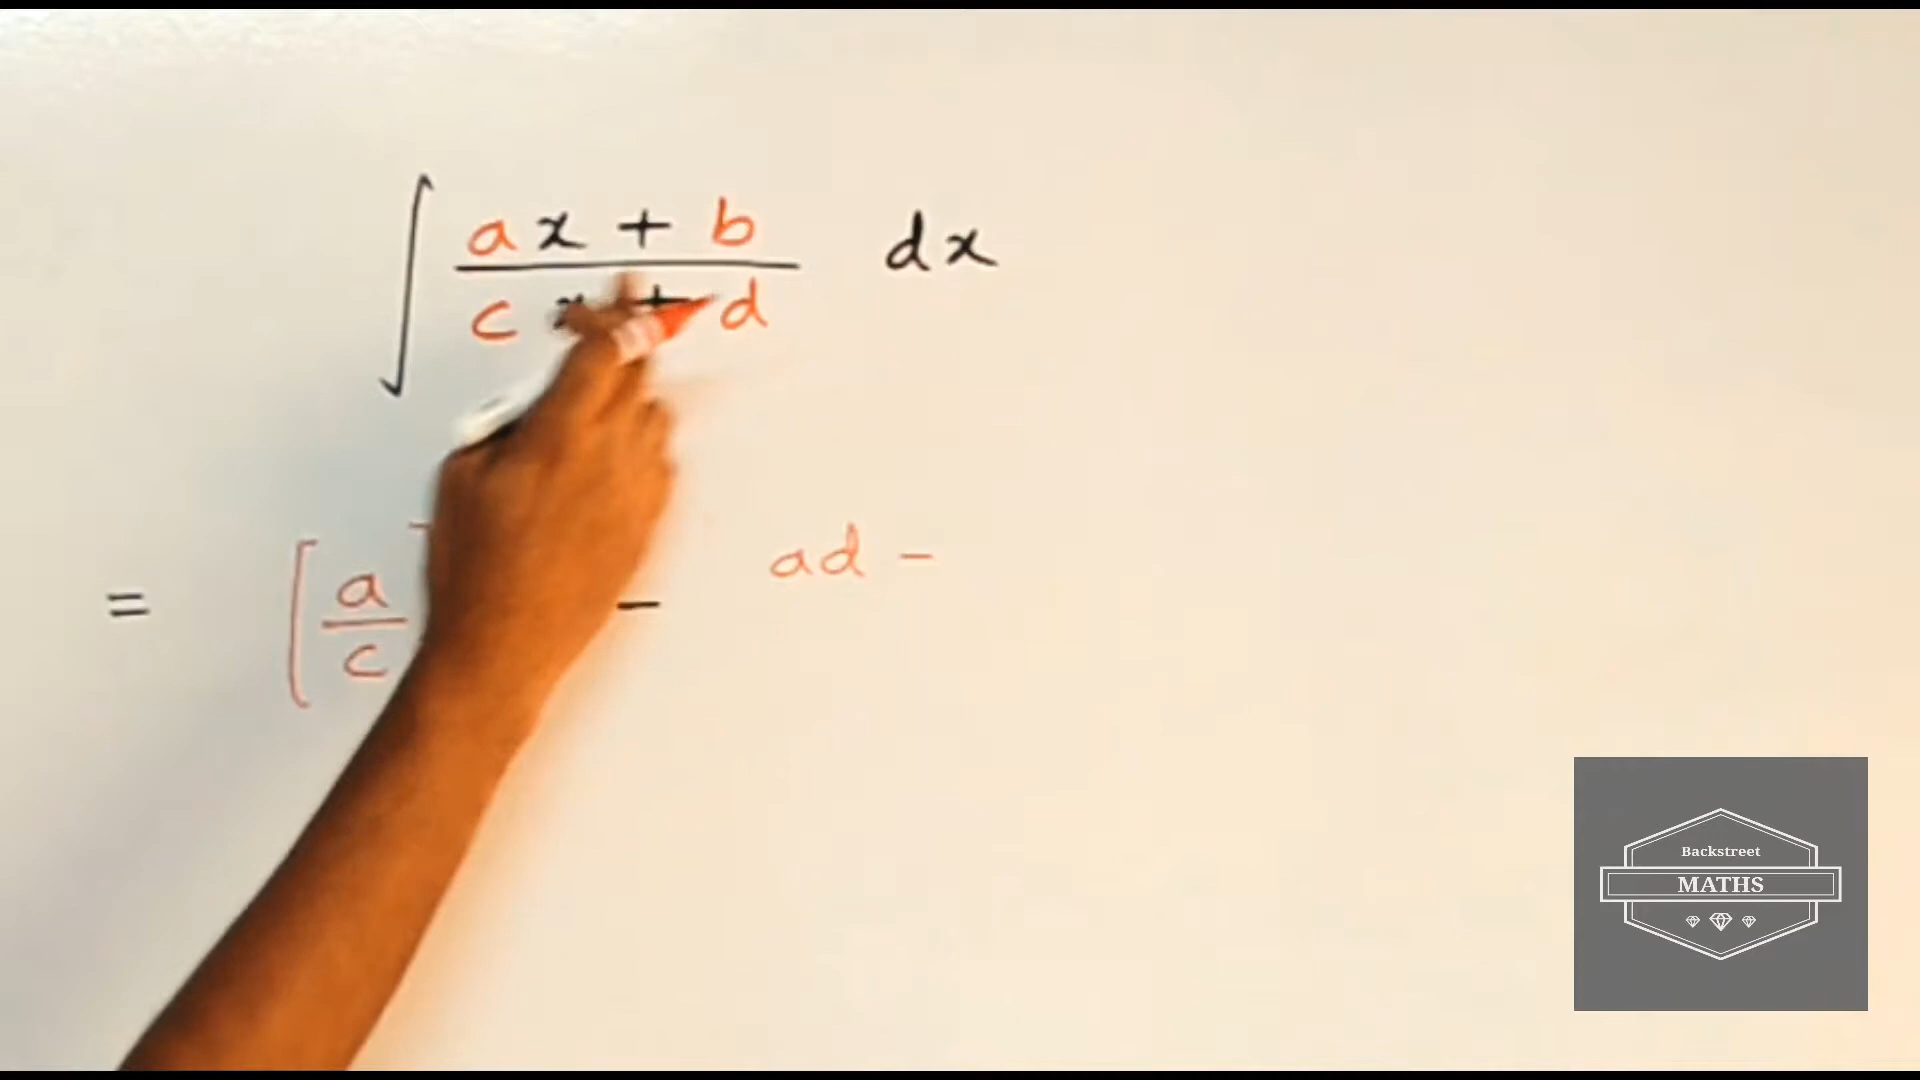 ∫ ax + b dx
cx + d
= [a/c - ad -
Backstreet
MATHS